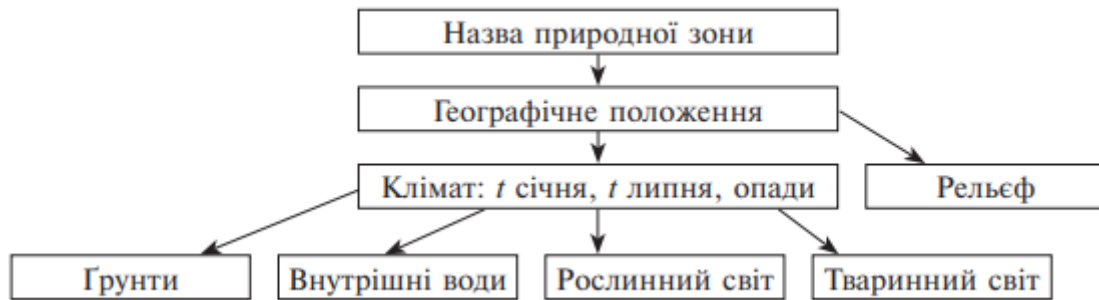 Назва природної зони
Географічне положення
Клімат: t січня, t липня, опади
Рельєф
Ґрунти
Внутрішні води
Рослинний світ
Тваринний світ